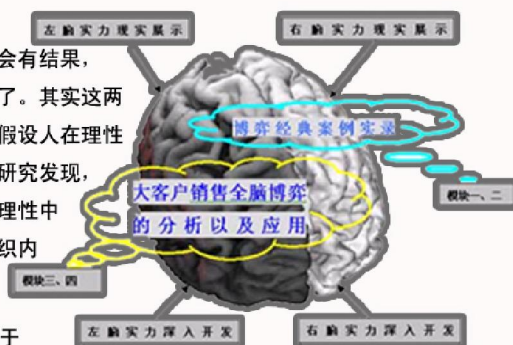 左脑实力现实展示
右脑实力现实展示
会有结果，
了。其实这两
假设人在理性
研究发现，
理性中
织内
于
博弈经典案例实录
模块一、二
大客户销售全脑博弈
的分析以及应用
模块三、四
左脑实力深入开发
右脑实力深入开发